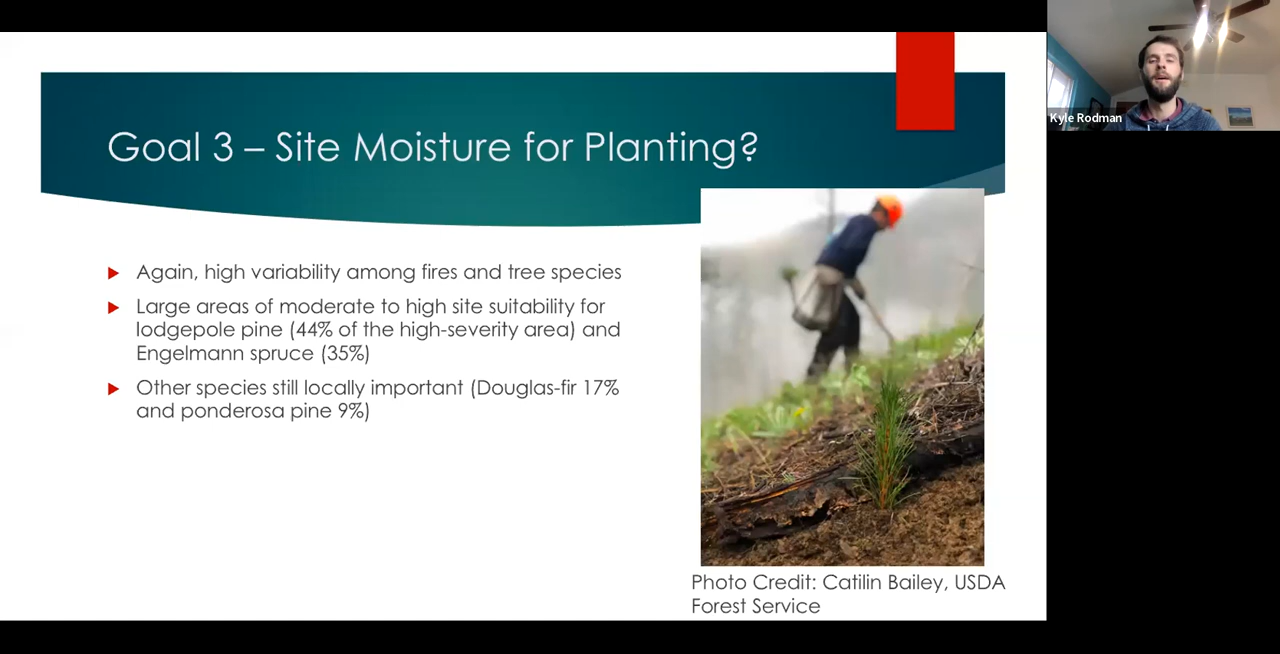 Goal 3 – Site Moisture for Planting?
Kyle Rodman
Again, high variability among fires and tree species
Large areas of moderate to high site suitability for
lodgepole pine (44% of the high-severity area) and
Engelmann spruce (35%)
Other species still locally important (Douglas-fir 17%
and ponderosa pine 9%)
Photo Credit: Catilin Bailey, USDA
Forest Service